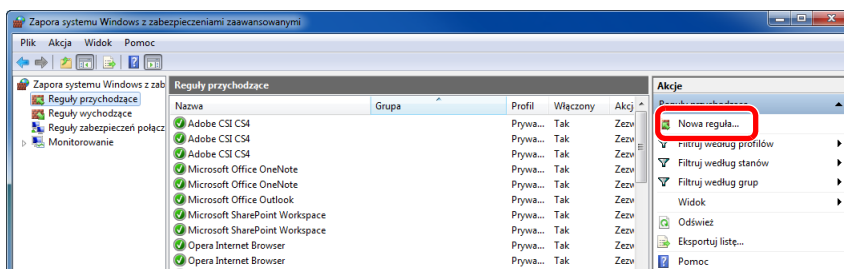 Zapora systemu Windows z zabezpieczeniami zaawansowanymi
Plik Akcja Widok Pomoc
Zapora systemu Windows z zab
Reguły przychodzące
Reguły wychodzące
Reguły zabezpieczeń połącz
Monitorowanie
Reguły przychodzące
Nazwa Grupa Profil Włączony Akcj
Adobe CSI CS4 Prywa... Tak Zezw
Adobe CSI CS4 Prywa... Tak Zezw
Adobe CSI CS4 Prywa... Tak Zezw
Microsoft Office OneNote Prywa... Tak Zezw
Microsoft Office OneNote Prywa... Tak Zezw
Microsoft Office Outlook Prywa... Tak Zezw
Microsoft SharePoint Workspace Prywa... Tak Zezw
Microsoft SharePoint Workspace Prywa... Tak Zezw
Opera Internet Browser Prywa... Tak Zezw
Opera Internet Browser Prywa... Tak Zezw
Akcje
Reguły przychodzące
Nowa reguła...
Filtruj według profilów
Filtruj według stanów
Filtruj według grup
Widok
Odśwież
Eksportuj listę...
Pomoc